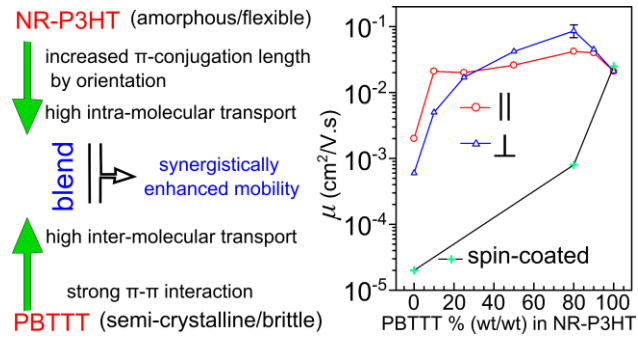 NR-P3HT (amorphous/flexible)
increased π-conjugation length
by orientation
high intra-molecular transport
blend
synergistically
enhanced mobility
high inter-molecular transport
strong π-π interaction
PBTTT (semi-crystalline/brittle)
μ (cm²/V.s)
10⁻¹
10⁻²
10⁻³
10⁻⁴
10⁻⁵
||
⊥
spin-coated
0 20 40 60 80 100
PBTTT % (wt/wt) in NR-P3HT